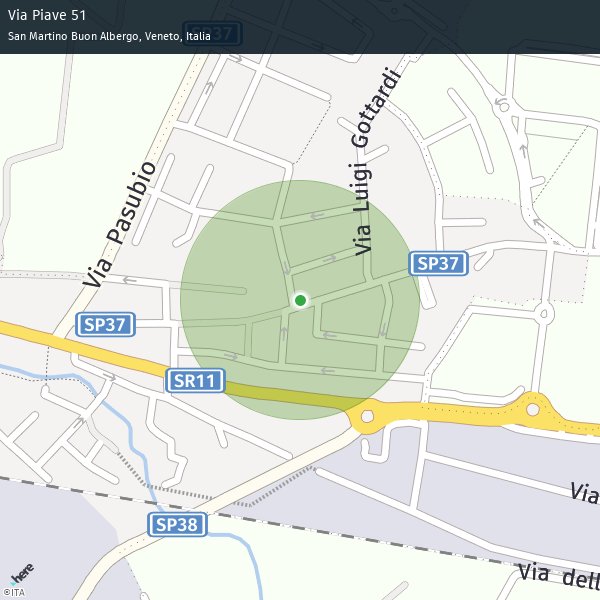 Via Piave 51
San Martino Buon Albergo, Veneto, Italia
SP37
Via Luigi Gottardi
Via Pasubio
SP37
SP37
SR11
Via
SP38
Via dell
here
©ITA